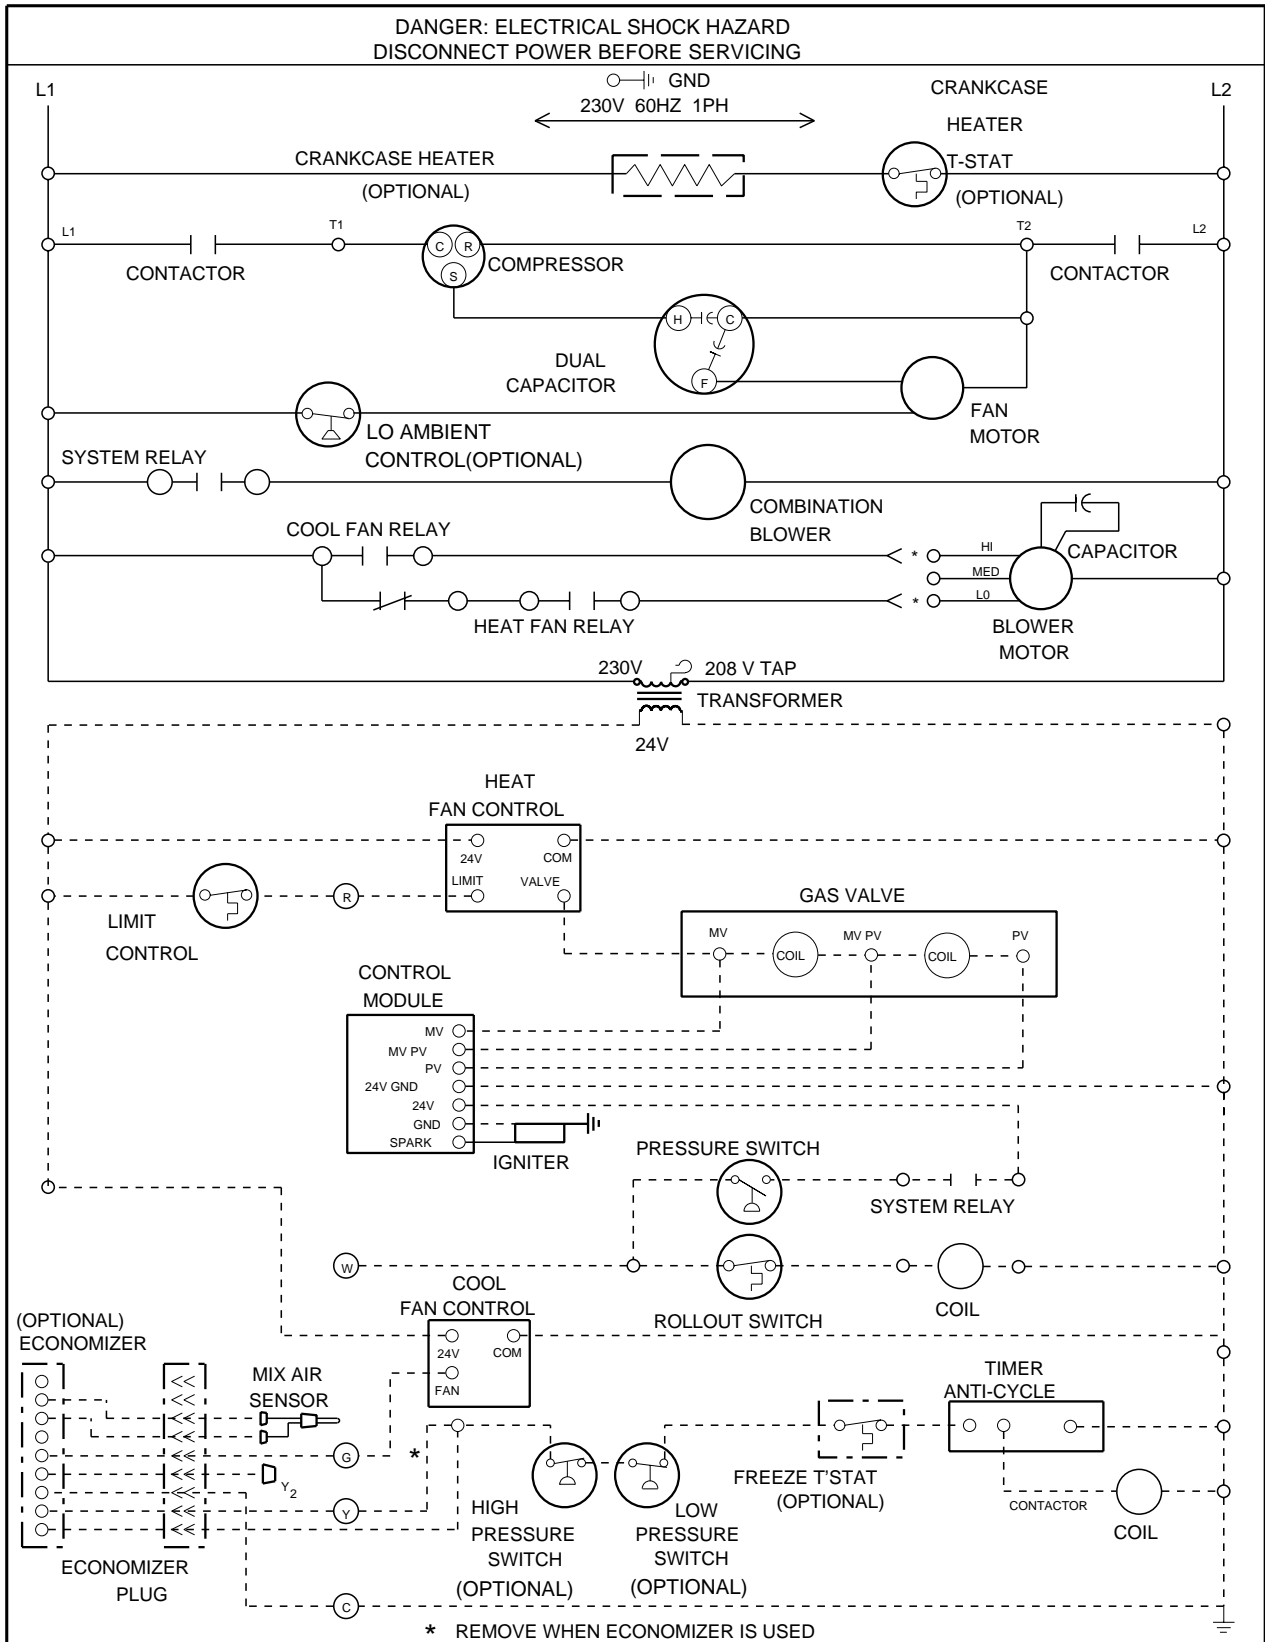 DANGER: ELECTRICAL SHOCK HAZARD
DISCONNECT POWER BEFORE SERVICING
L1
GND
230V 60HZ 1PH
L2
CRANKCASE
HEATER
T-STAT
(OPTIONAL)
CRANKCASE HEATER
(OPTIONAL)
L1
T1
C
R
S
T2
L2
CONTACTOR
COMPRESSOR
CONTACTOR
H
C
F
DUAL
CAPACITOR
FAN
MOTOR
LO AMBIENT
CONTROL(OPTIONAL)
SYSTEM RELAY
COMBINATION
BLOWER
COOL FAN RELAY
CAPACITOR
* HI
MED
* L0
HEAT FAN RELAY
BLOWER
MOTOR
230V
208 V TAP
TRANSFORMER
24V
HEAT
FAN CONTROL
24V
COM
LIMIT
VALVE
R
LIMIT
CONTROL
GAS VALVE
MV
COIL
MV PV
COIL
PV
CONTROL
MODULE
MV
MV PV
PV
24V GND
24V
GND
SPARK
IGNITER
PRESSURE SWITCH
SYSTEM RELAY
W
ROLLOUT SWITCH
COIL
COOL
FAN CONTROL
24V
COM
FAN
(OPTIONAL)
ECONOMIZER
MIX AIR
SENSOR
TIMER
ANTI-CYCLE
G
*
Y2
Y
FREEZE T'STAT
(OPTIONAL)
CONTACTOR
COIL
HIGH
PRESSURE
SWITCH
(OPTIONAL)
LOW
PRESSURE
SWITCH
(OPTIONAL)
ECONOMIZER
PLUG
C
* REMOVE WHEN ECONOMIZER IS USED